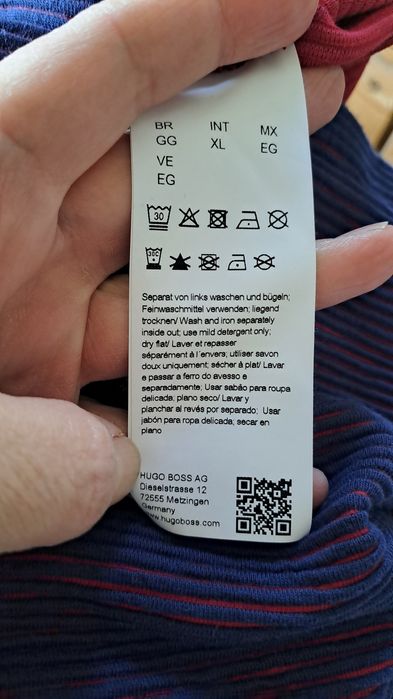 BR INT MX
GG XL EG
VE
EG
30
30C
Separat von links waschen und bügeln;
Feinwaschmittel verwenden; liegend
trocknen/ Wash and iron separately
inside out; use mild detergent only;
dry flat/ Laver et repasser
séparément à l´envers; utiliser savon
doux uniquement; sécher à plat/ Lavar
e passar a ferro do avesso e
separadamente; Usar sabão para roupa
delicada; plano seco/ Lavar y
planchar al revés por separado; Usar
jabón para ropa delicada; secar en
plano
HUGO BOSS AG
Dieselstrasse 12
72555 Metzingen
Germany
www.hugoboss.com